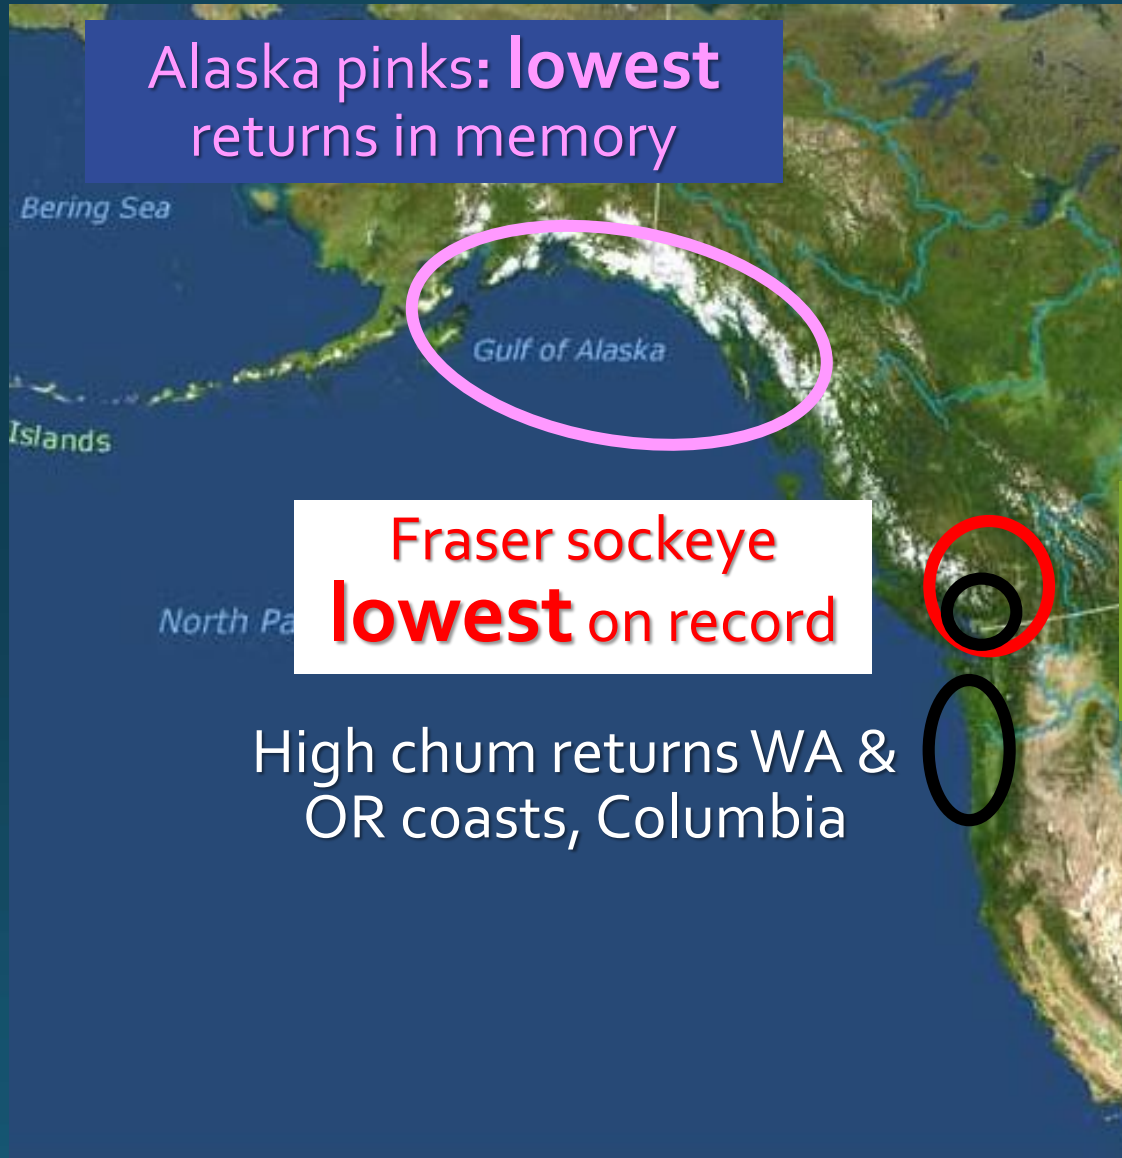 Alaska pinks: lowest
returns in memory
Bering Sea
Gulf of Alaska
Islands
Fraser sockeye
lowest on record
North Pa
High chum returns WA &
OR coasts, Columbia